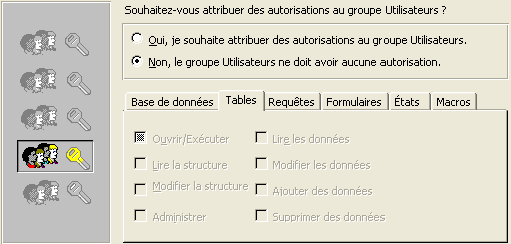 Souhaitez-vous attribuer des autorisations au groupe Utilisateurs ?
Oui, je souhaite attribuer des autorisations au groupe Utilisateurs.
Non, le groupe Utilisateurs ne doit avoir aucune autorisation.
Base de données Tables Requêtes Formulaires États Macros
Ouvrir/Exécuter Lire les données
Lire la structure Modifier les données
Modifier la structure Ajouter des données
Administrer Supprimer des données